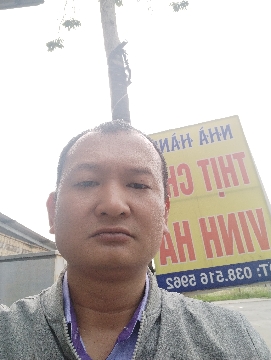 NHÀ HÀN
THỊT CH
VINH HA
T: 038.516 5962